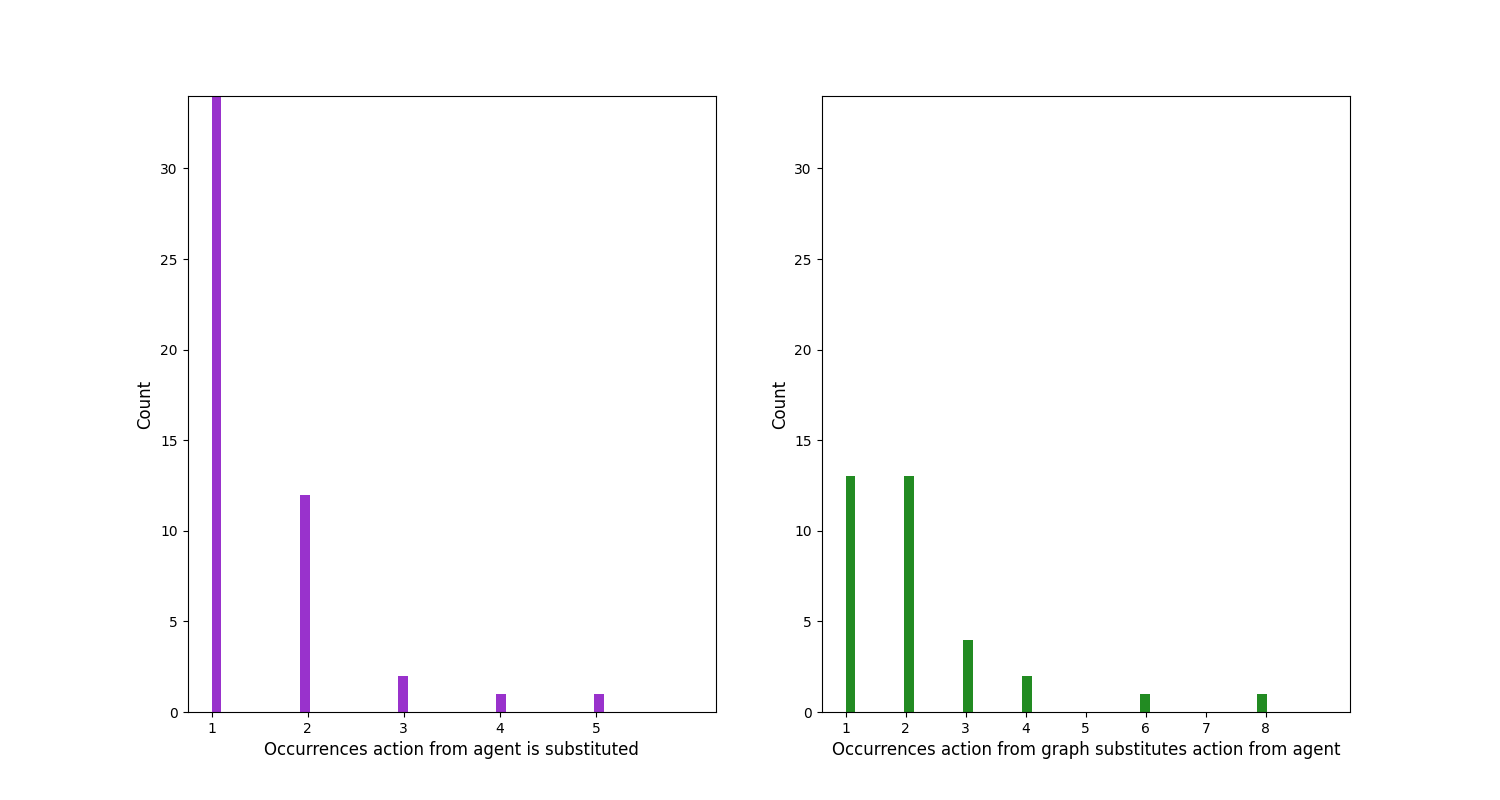 30
25
20
15
10
5
0
Count
1 2 3 4 5
Occurrences action from agent is substituted
30
25
20
15
10
5
0
Count
1 2 3 4 5 6 7 8
Occurrences action from graph substitutes action from agent